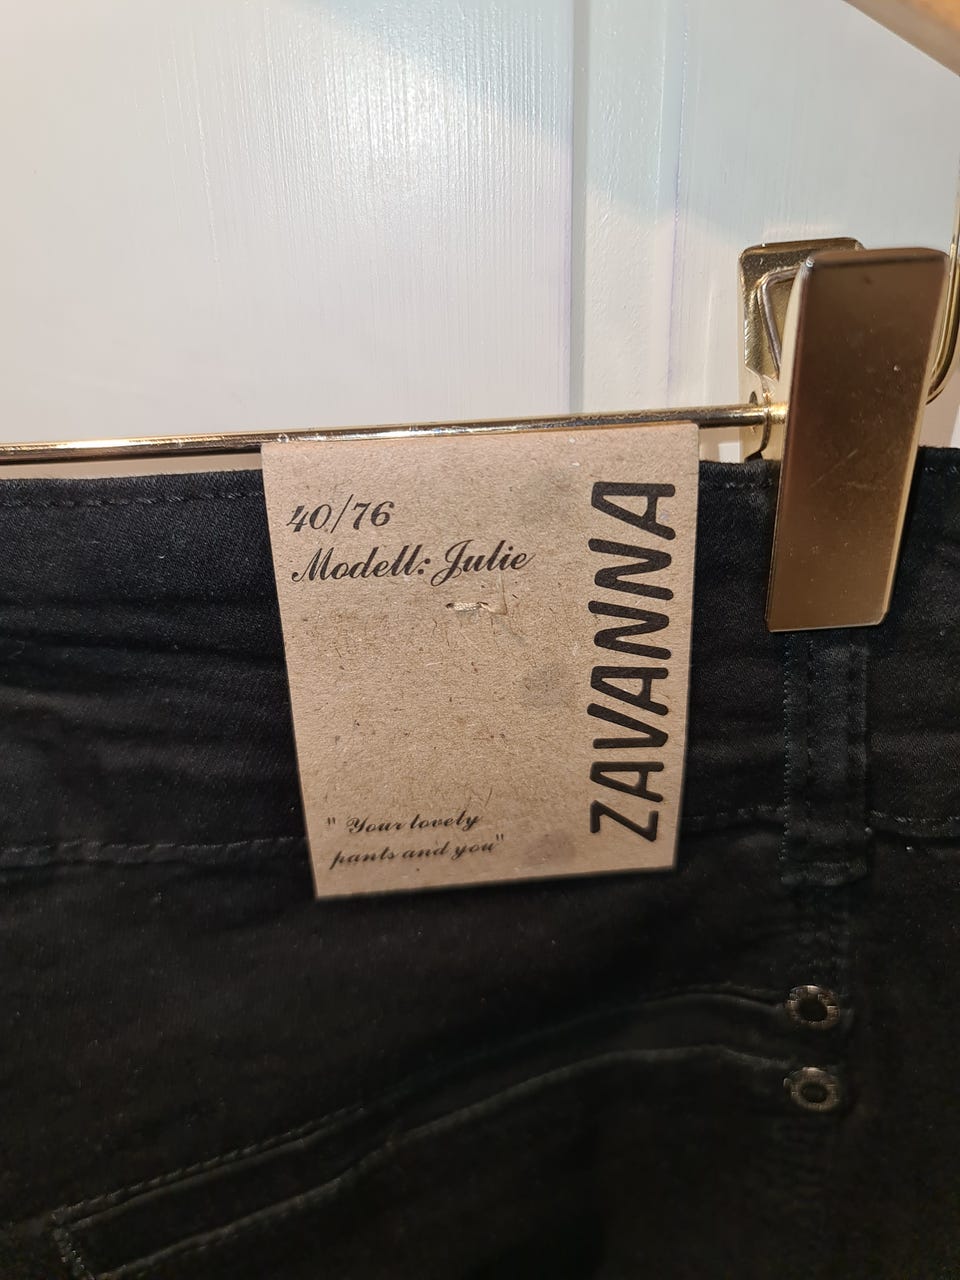 40/76
Modell: Julie
ZAVANNA
" Your lovely
pants and you"